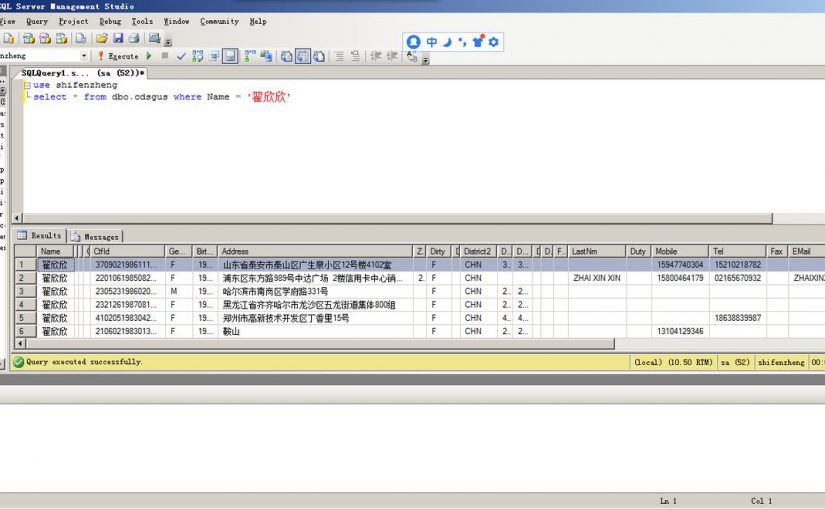 SQL Server Management Studio
View Query Project Debug Tools Window Community Help
中
nzheng Execute
SQLQuery1.s... (sa (52))*
use shifenzheng
select * from dbo.cdsgus where Name = '翟欣欣'
Results Messages
Name CtfId Ge... Birt... Address Z. Dirty District2 D.. D... D. F.. LastNm Duty Mobile Tel Fax EMail
1 翟欣欣 3709021986111... F 19... 山东省泰安市泰山区广生泉小区12号楼4102室 F CHN 3.. 3... 15947740304 15210218782
2 翟欣欣 2201061985082... F 19... 浦东区东方路989号中达广场 2楼信用卡中心销... 2. F CHN ZHAI XIN XIN 15800464179 02165670932 ZHAIXIN
3 翟欣欣 2305231986020... M 19... 哈尔滨市南岗区学府路331号 F CHN 2.. 2...
4 翟欣欣 2321261987081... F 19... 黑龙江省齐齐哈尔市龙沙区五龙街道集体800组 F CHN 2.. 2...
5 翟欣欣 4102051983042... F 19... 郑州市高新技术开发区丁香里15号 F CHN 4.. 4... 18638839987
6 翟欣欣 2106021983013... F 19... 鞍山 F CHN 2.. 2... 13104129346
Query executed successfully. (local) (10.50 RTM) sa (52) shifenzheng 00:
Ln 1 Col 1